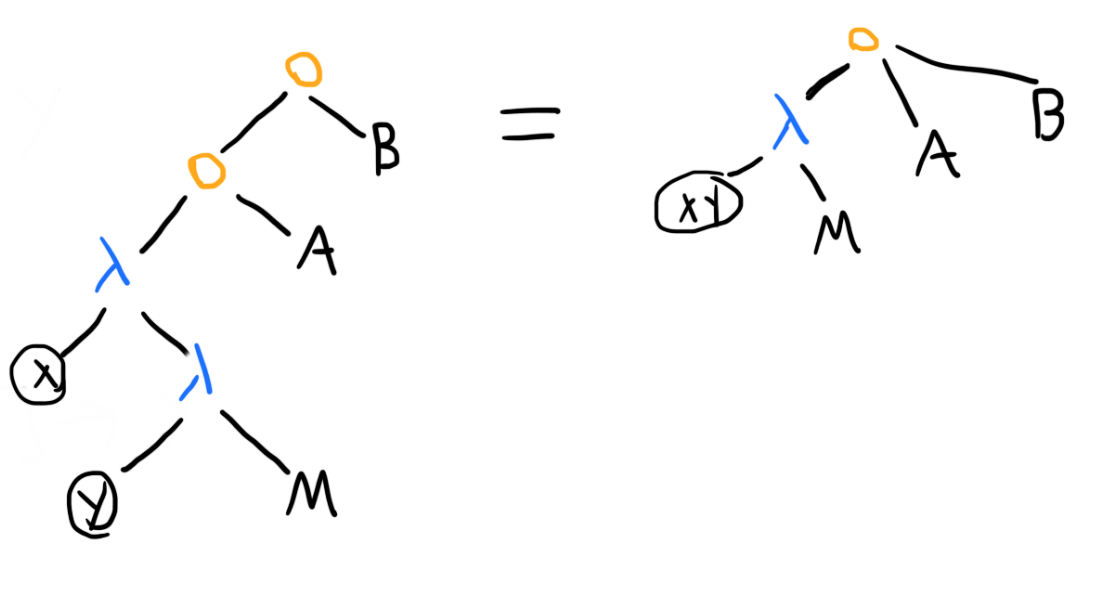 O = O
B λ A B
O XY M
λ A
X λ
Y M